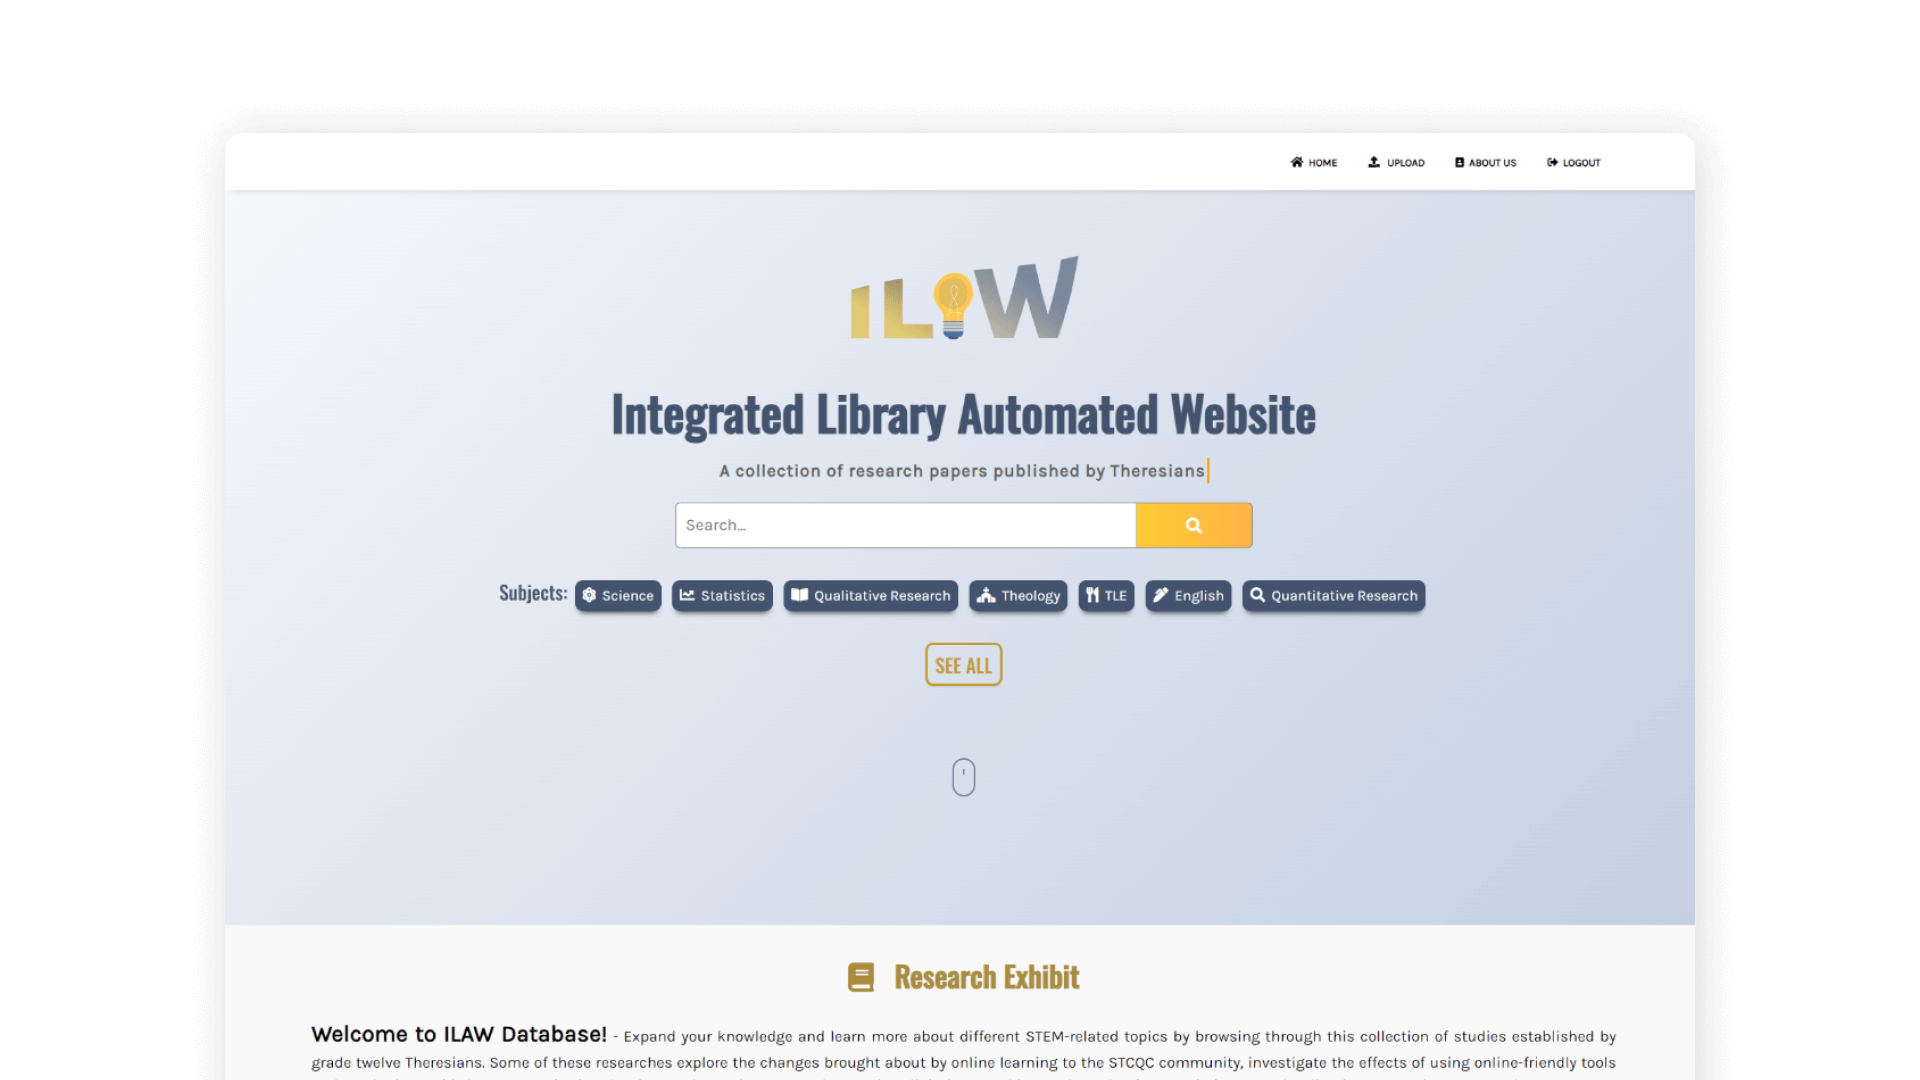 HOME UPLOAD ABOUT US LOGOUT
ILAW
Integrated Library Automated Website
A collection of research papers published by Theresians
Search...
Subjects: Science Statistics Qualitative Research Theology TLE English Quantitative Research
SEE ALL
Research Exhibit
Welcome to ILAW Database! - Expand your knowledge and learn more about different STEM-related topics by browsing through this collection of studies established by
grade twelve Theresians. Some of these researches explore the changes brought about by online learning to the STCQC community, investigate the effects of using online-friendly tools